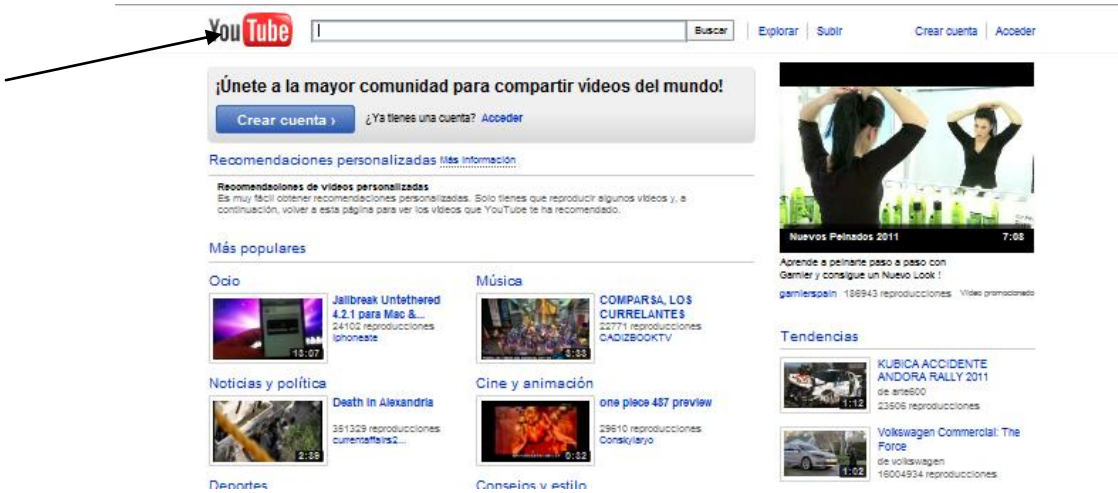 YouTube
Buscar
Explorar
Subir
Crear cuenta
Acceder
¡Únete a la mayor comunidad para compartir vídeos del mundo!
Crear cuenta ›
¿Ya tienes una cuenta? Acceder
Recomendaciones personalizadas Más información
Recomendaciones de vídeos personalizadas
Es muy fácil obtener recomendaciones personalizadas. Solo tienes que reproducir algunos vídeos y, a
continuación, volver a esta página para ver los vídeos que YouTube te ha recomendado.
Más populares
Ocio
13:07
Jailbreak Untethered
4.2.1 para Mac &...
24102 reproducciones
iphoneate
Música
COMPARSA, LOS
CURRELANTES
22771 reproducciones
CADIZBOOKTV
Noticias y política
2:39
Death in Alexandria
351329 reproducciones
currentaffairs2...
Cine y animación
0:32
one piece 487 preview
29610 reproducciones
Conskylaryo
Deportes
Consejos y estilo
Nuevos Peinados 2011
7:08
Aprende a peinarte paso a paso con
Garnier y consigue un Nuevo Look !
garnierspain 186943 reproducciones Vídeo promocionado
Tendencias
1:12
KUBICA ACCIDENTE
ANDORA RALLY 2011
de arte600
23506 reproducciones
1:02
Volkswagen Commercial: The
Force
de volkswagen
16004934 reproducciones